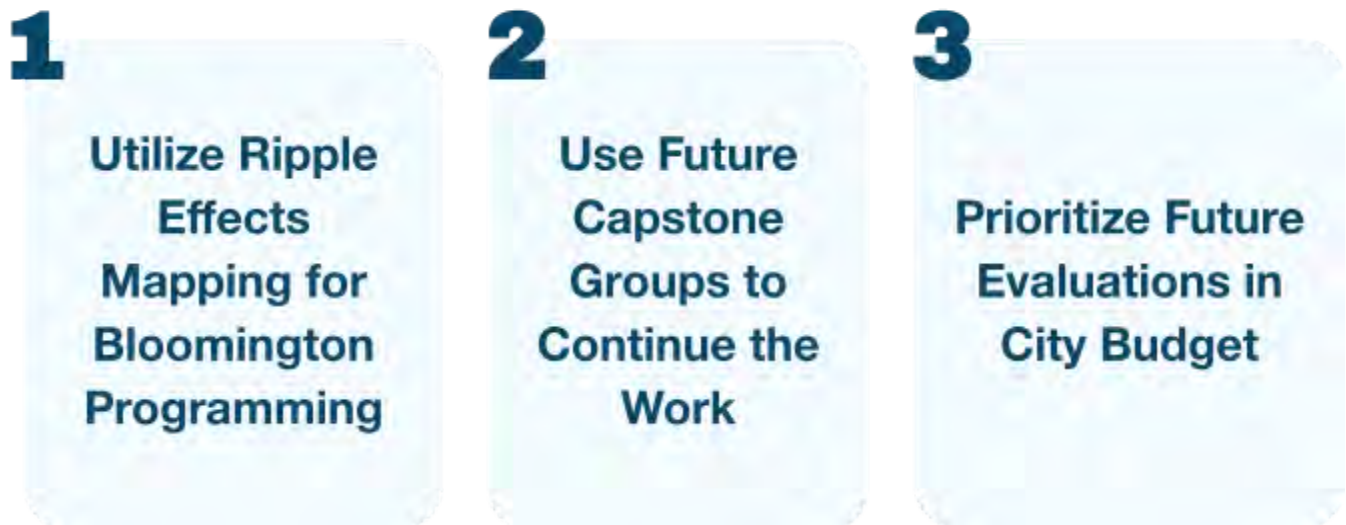 1
Utilize Ripple
Effects
Mapping for
Bloomington
Programming
2
Use Future
Capstone
Groups to
Continue the
Work
3
Prioritize Future
Evaluations in
City Budget